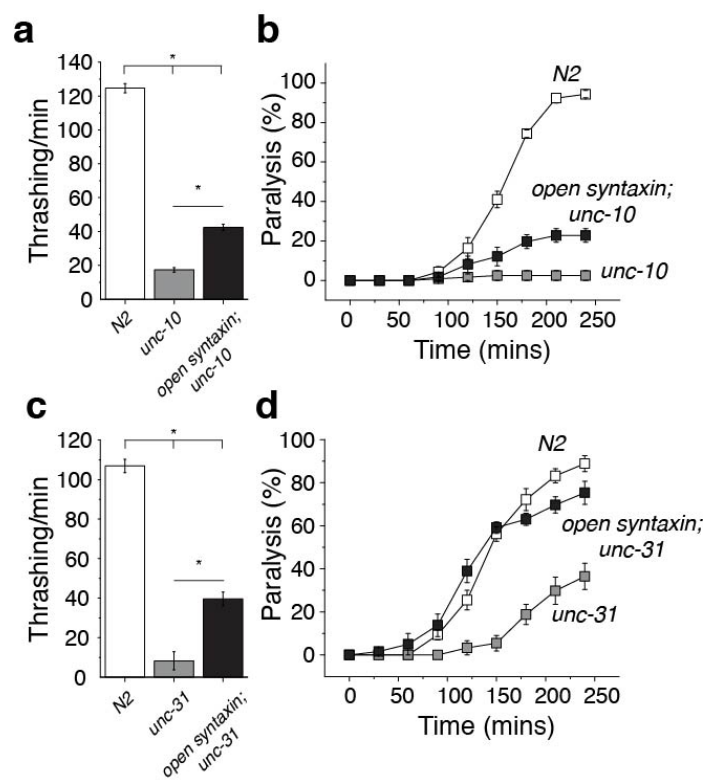 a
Thrashing/min
140
120
100
80
60
40
20
0
*
*
N2
unc-10
open syntaxin;
unc-10
b
Paralysis (%)
100
80
60
40
20
0
N2
open syntaxin;
unc-10
unc-10
0 50 100 150 200 250
Time (mins)
c
Thrashing/min
120
100
80
60
40
20
0
*
*
N2
unc-31
open syntaxin;
unc-31
d
Paralysis (%)
100
80
60
40
20
0
N2
open syntaxin;
unc-31
unc-31
0 50 100 150 200 250
Time (mins)